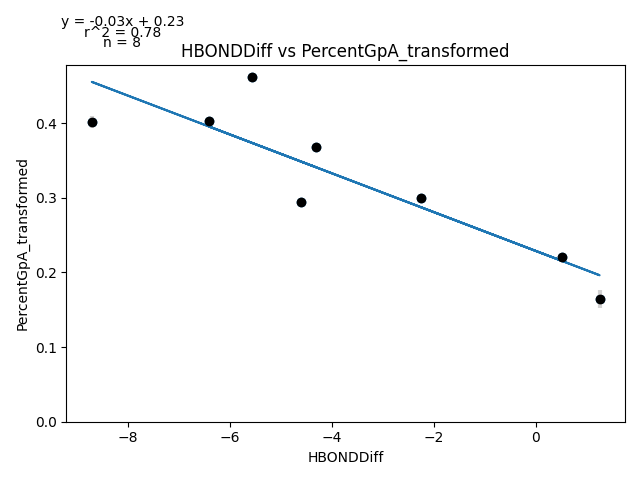 y = -0.03x + 0.23
r^2 = 0.78
n = 8
HBONDDiff vs PercentGpA_transformed
PercentGpA_transformed
0.4
0.3
0.2
0.1
0.0
−8 −6 −4 −2 0
HBONDDiff